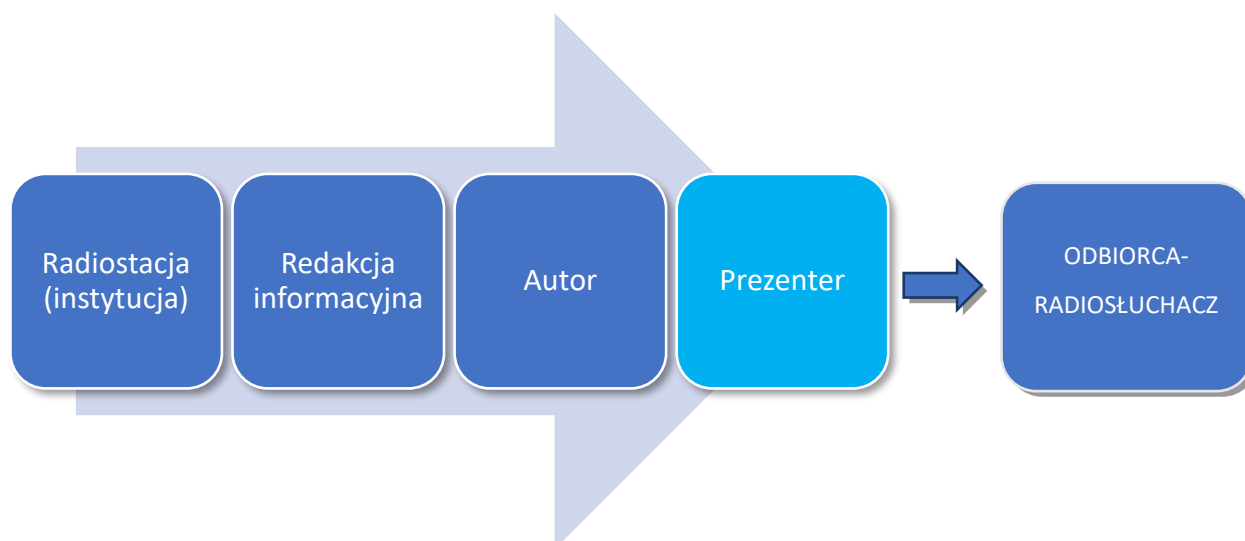 Radiostacja
(instytucja)
Redakcja
informacyjna
Autor
Prezenter
ODBIORCA-
RADIOSŁUCHACZ